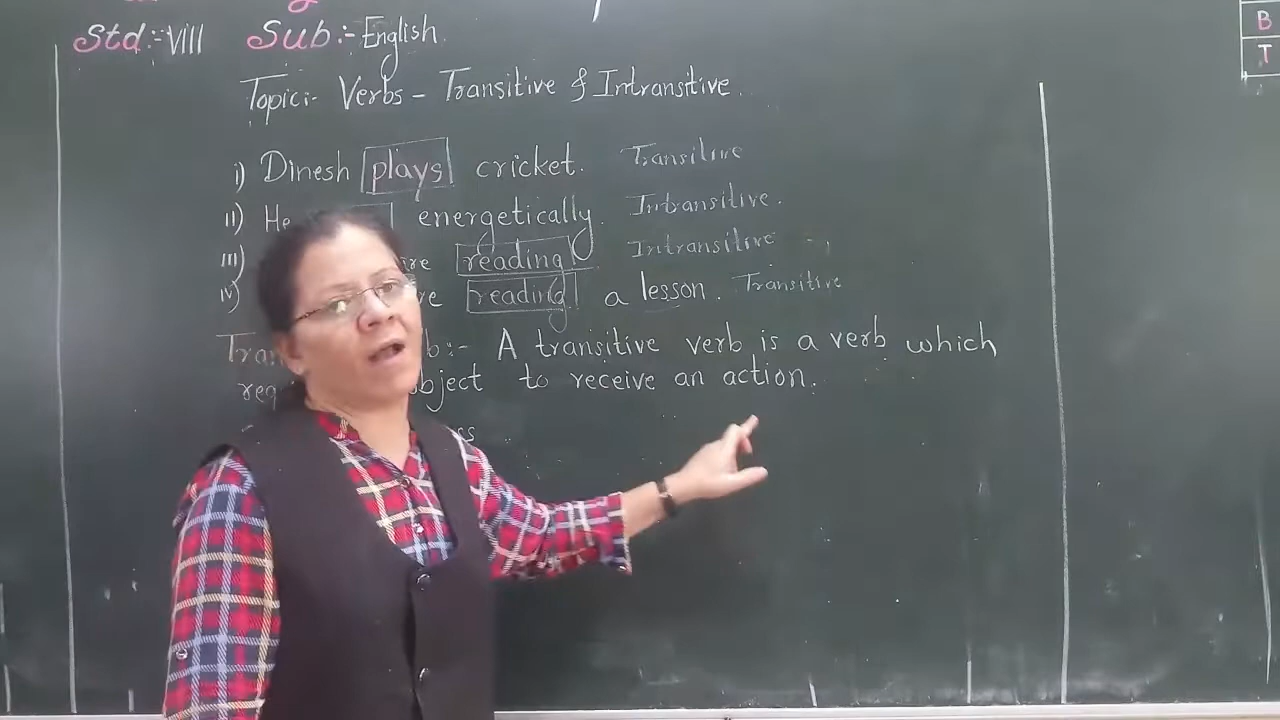 Std:- VIII Sub:- English
B
T
Topic:- Verbs - Transitive & Intransitive.
i) Dinesh plays cricket. Transitive
ii) He energetically. Intransitive.
iii) reading Intransitive
iv) reading a lesson. Transitive
A transitive verb is a verb which
to receive an action.